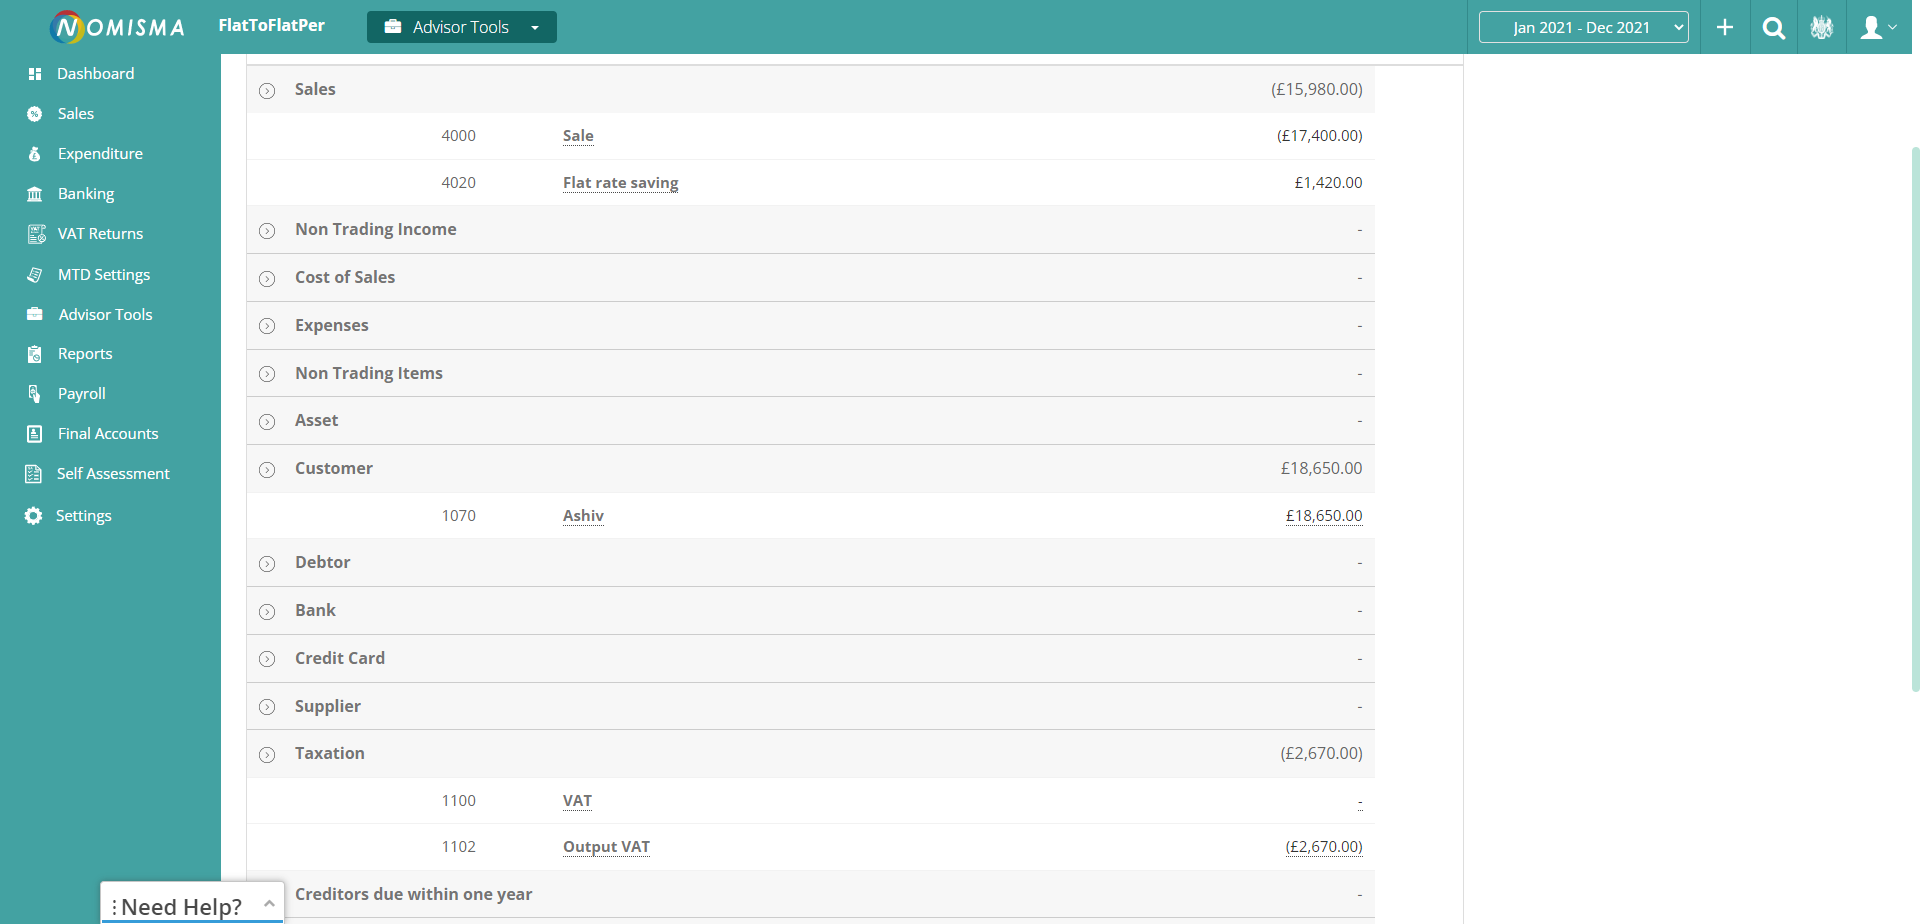 NOMISMA FlatToFlatPer Advisor Tools Jan 2021 - Dec 2021
Dashboard
Sales
Expenditure
Banking
VAT Returns
MTD Settings
Advisor Tools
Reports
Payroll
Final Accounts
Self Assessment
Settings
Sales (£15,980.00)
4000 Sale (£17,400.00)
4020 Flat rate saving £1,420.00
Non Trading Income -
Cost of Sales -
Expenses -
Non Trading Items -
Asset -
Customer £18,650.00
1070 Ashiv £18,650.00
Debtor -
Bank -
Credit Card -
Supplier -
Taxation (£2,670.00)
1100 VAT -
1102 Output VAT (£2,670.00)
Creditors due within one year -
Need Help?